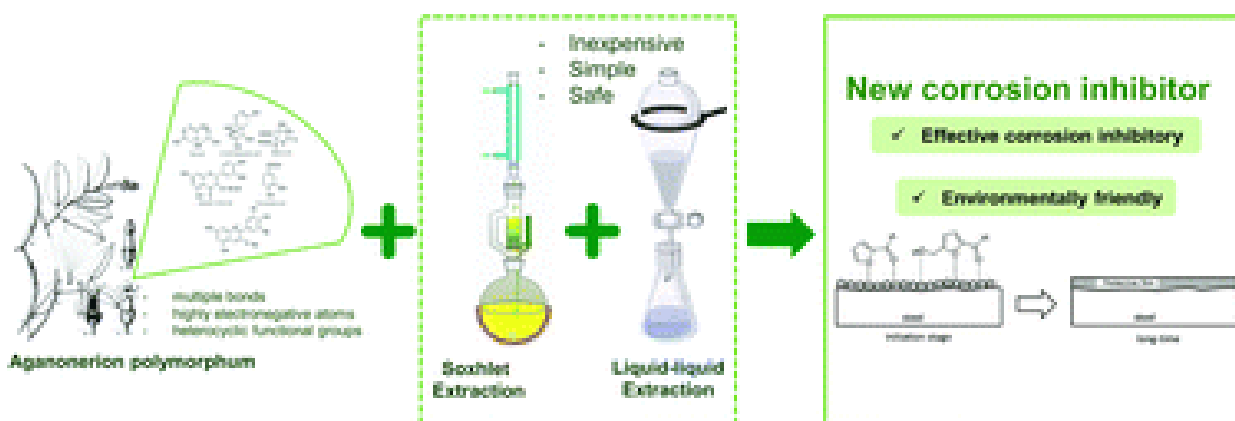 - multiple bonds
- highly electronegative atoms
- heterocyclic functional groups
Aganonerion polymorphum
- Inexpensive
- Simple
- Safe
Soxhlet
Extraction
Liquid-liquid
Extraction
New corrosion inhibitor
✓ Effective corrosion inhibitory
✓ Environmentally friendly
steel
initiation stage
steel
long-time